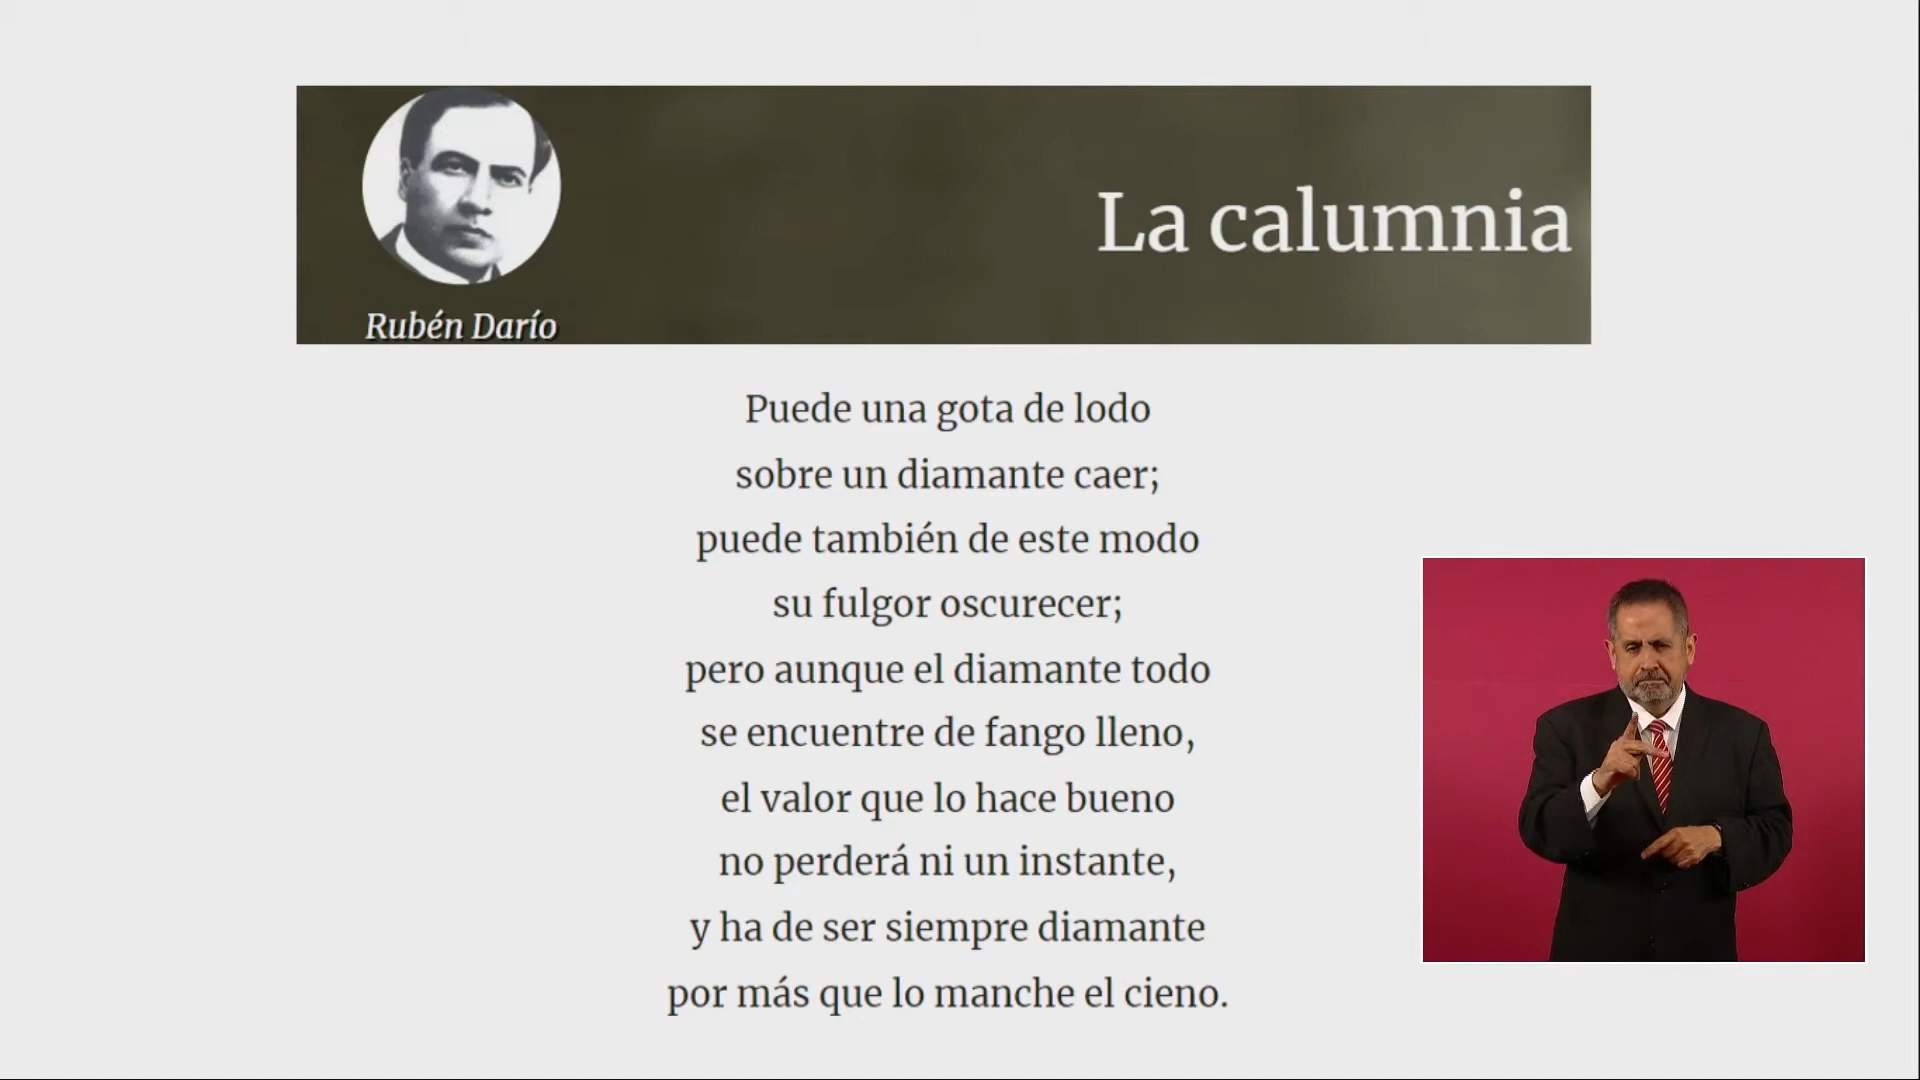 La calumnia
Rubén Darío
Puede una gota de lodo
sobre un diamante caer;
puede también de este modo
su fulgor oscurecer;
pero aunque el diamante todo
se encuentre de fango lleno,
el valor que lo hace bueno
no perderá ni un instante,
y ha de ser siempre diamante
por más que lo manche el cieno.